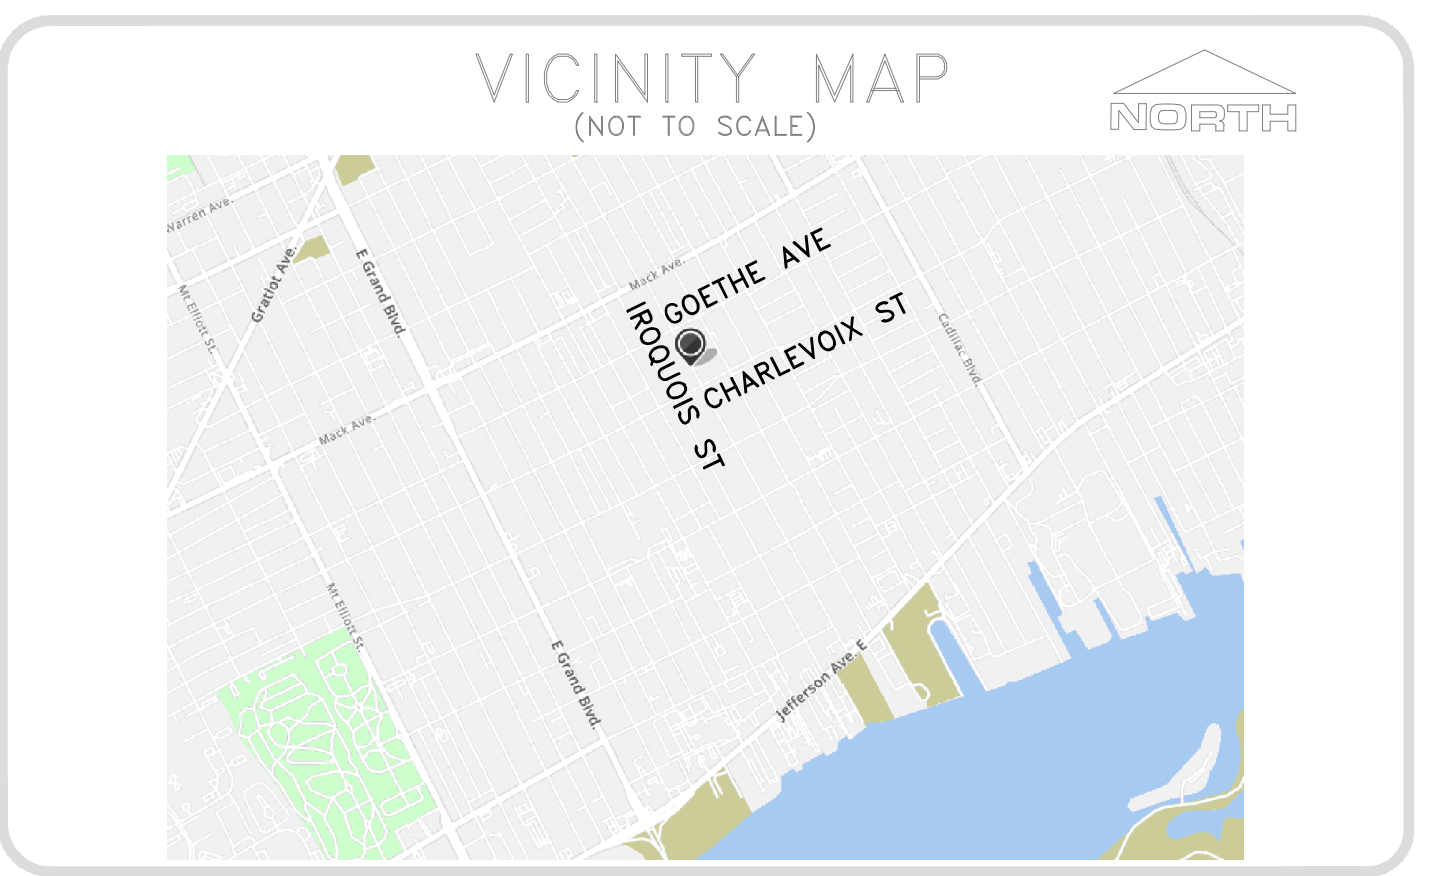 VICINITY MAP
(NOT TO SCALE)
NORTH
Warren Ave.
Gratiot Ave.
E Grand Blvd.
Mt Elliott St.
Mack Ave.
GOETHE AVE
IROQUOIS ST
CHARLEVOIX ST
Cadillac Blvd.
Mack Ave.
Mt Elliott St.
E Grand Blvd.
Jefferson Ave. E